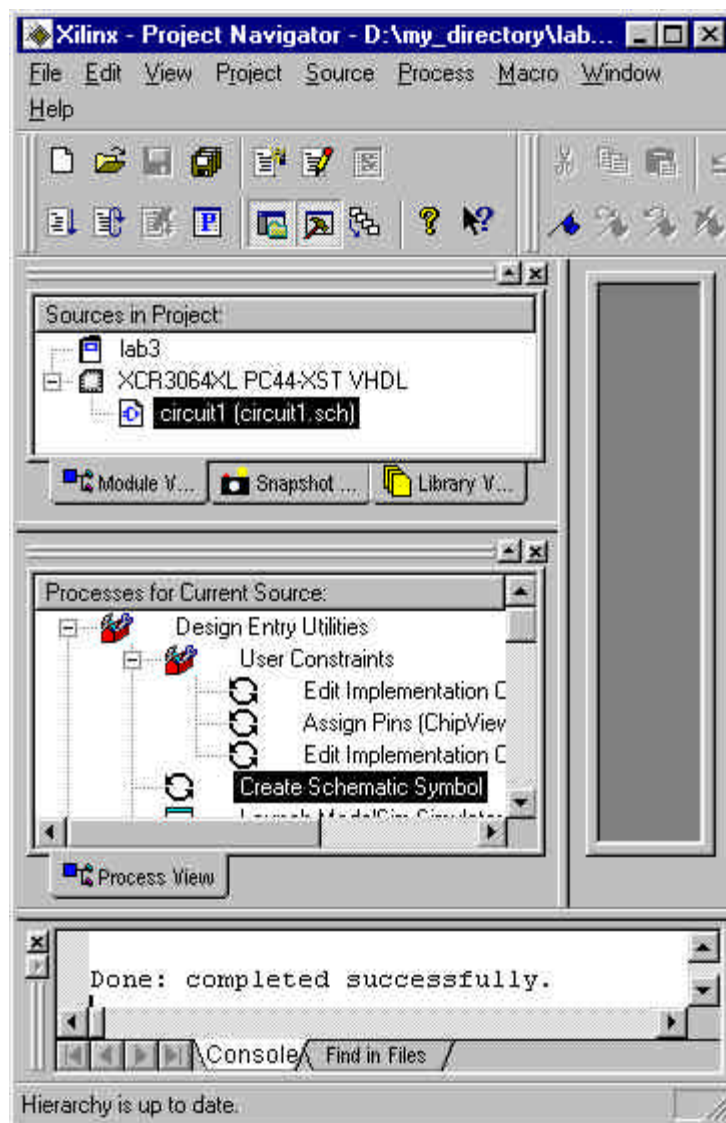 Xilinx - Project Navigator - D:\my_directory\lab...
File Edit View Project Source Process Macro Window
Help
P
Sources in Project:
lab3
XCR3064XL PC44-XST VHDL
circuit1 (circuit1.sch)
Module V... Snapshot ... Library V...
Processes for Current Source:
Design Entry Utilities
User Constraints
Edit Implementation C
Assign Pins (ChipView
Edit Implementation C
Create Schematic Symbol
Launch ModelSim Simulator
Process View
Done: completed successfully.
Console Find in Files
Hierarchy is up to date.